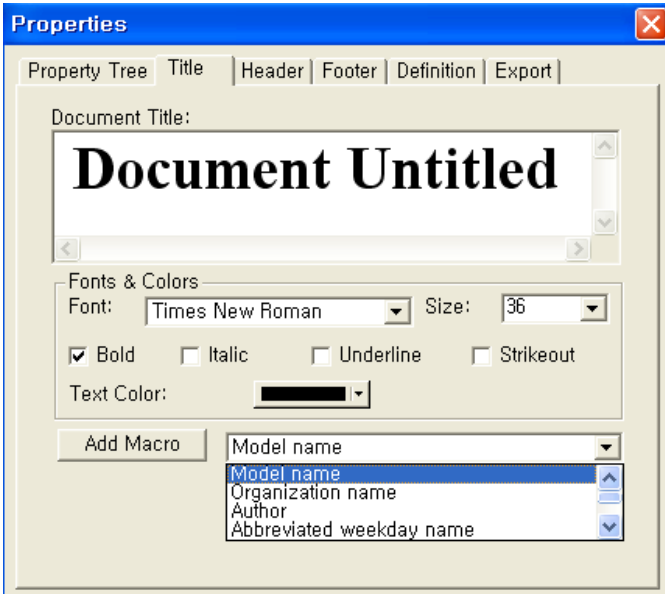 Properties
Property Tree Title Header Footer Definition Export
Document Title:
Document Untitled
Fonts & Colors
Font: Times New Roman Size: 36
Bold Italic Underline Strikeout
Text Color:
Add Macro Model name
Model name
Organization name
Author
Abbreviated weekday name